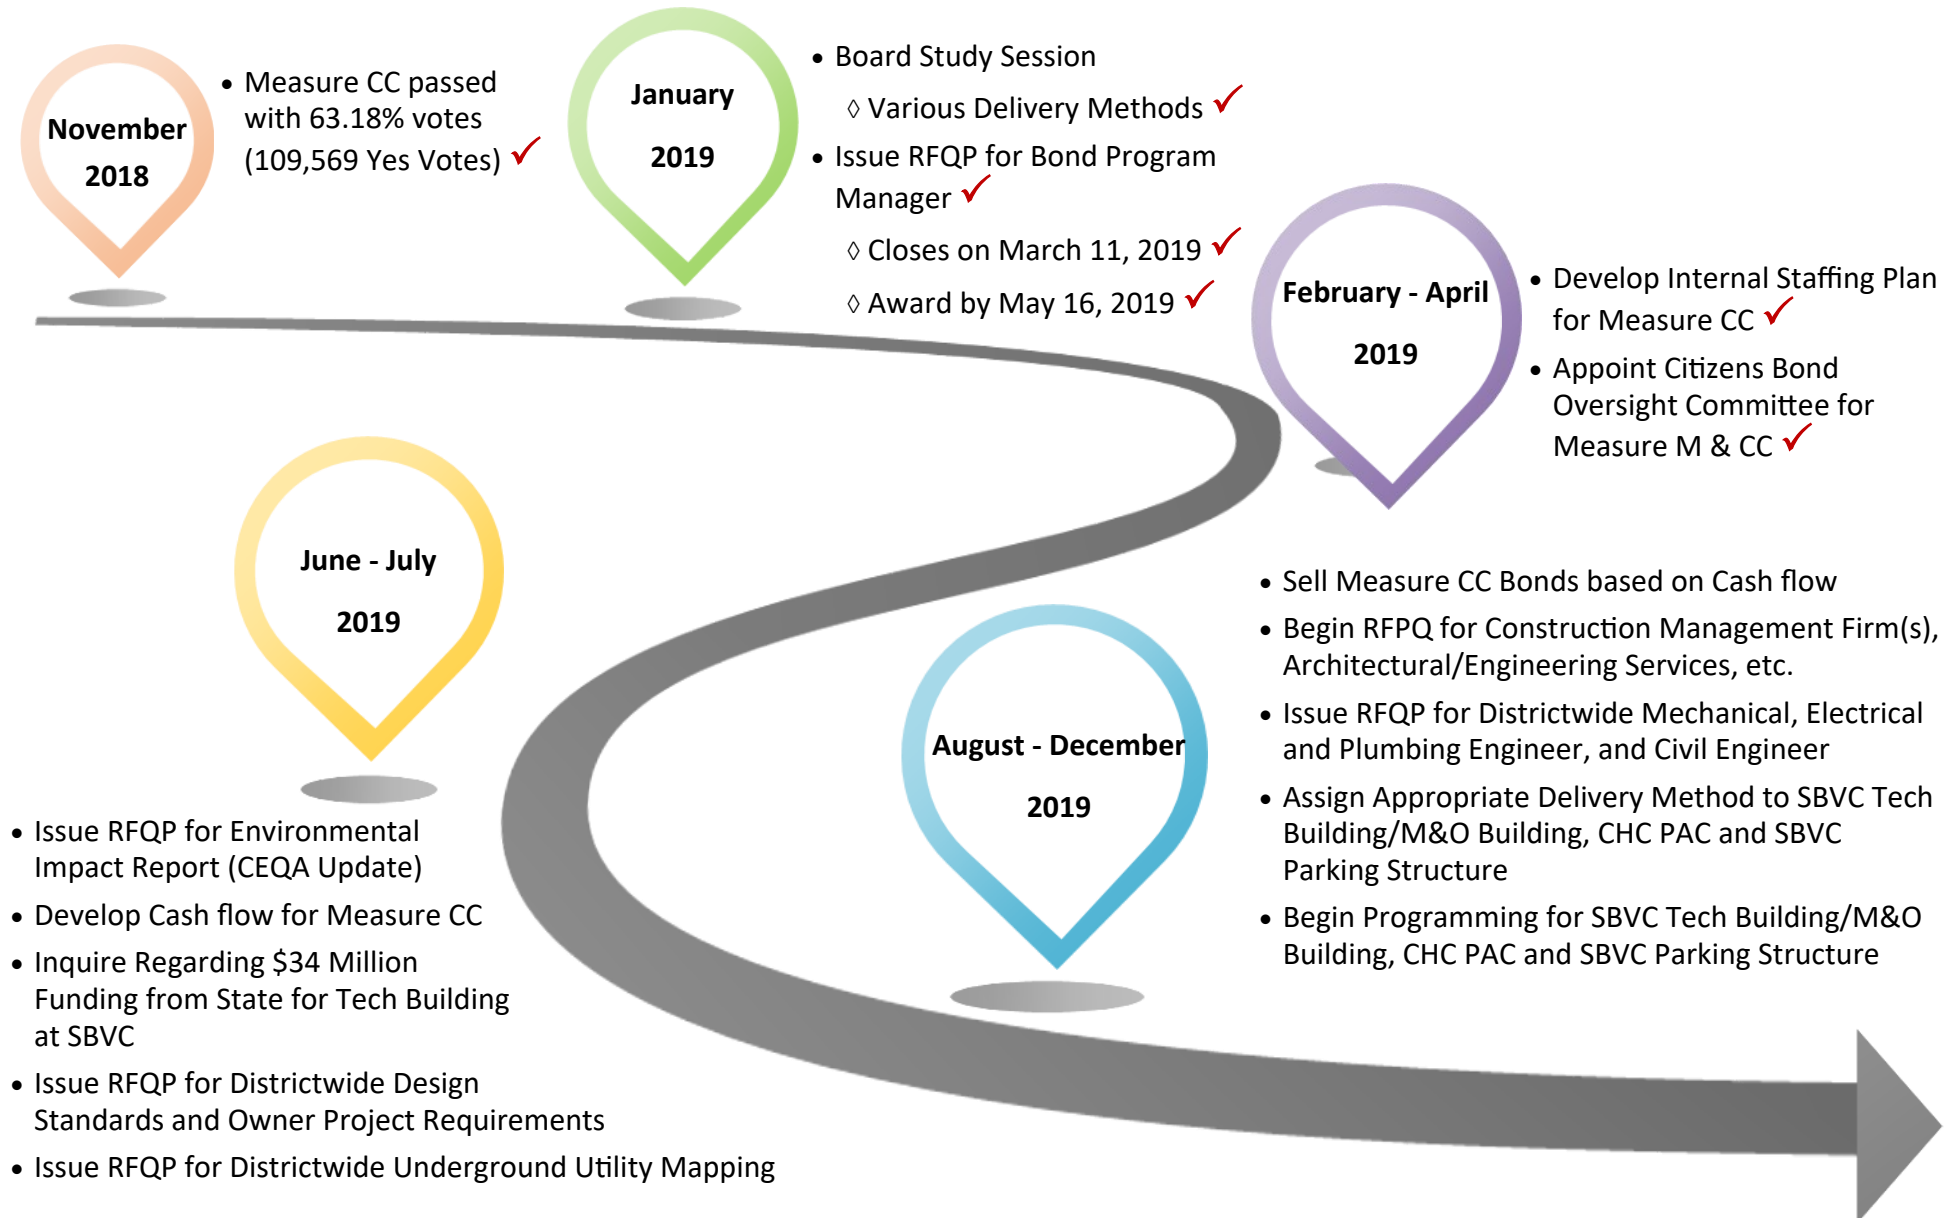 November
2018
• Measure CC passed
with 63.18% votes
(109,569 Yes Votes) ✓
January
2019
• Board Study Session
◊ Various Delivery Methods ✓
• Issue RFQP for Bond Program
Manager ✓
◊ Closes on March 11, 2019 ✓
◊ Award by May 16, 2019 ✓
February - April
2019
• Develop Internal Staffing Plan
for Measure CC ✓
• Appoint Citizens Bond
Oversight Committee for
Measure M & CC ✓
June - July
2019
• Issue RFQP for Environmental
Impact Report (CEQA Update)
• Develop Cash flow for Measure CC
• Inquire Regarding $34 Million
Funding from State for Tech Building
at SBVC
• Issue RFQP for Districtwide Design
Standards and Owner Project Requirements
• Issue RFQP for Districtwide Underground Utility Mapping
August - December
2019
• Sell Measure CC Bonds based on Cash flow
• Begin RFPQ for Construction Management Firm(s),
Architectural/Engineering Services, etc.
• Issue RFQP for Districtwide Mechanical, Electrical
and Plumbing Engineer, and Civil Engineer
• Assign Appropriate Delivery Method to SBVC Tech
Building/M&O Building, CHC PAC and SBVC
Parking Structure
• Begin Programming for SBVC Tech Building/M&O
Building, CHC PAC and SBVC Parking Structure